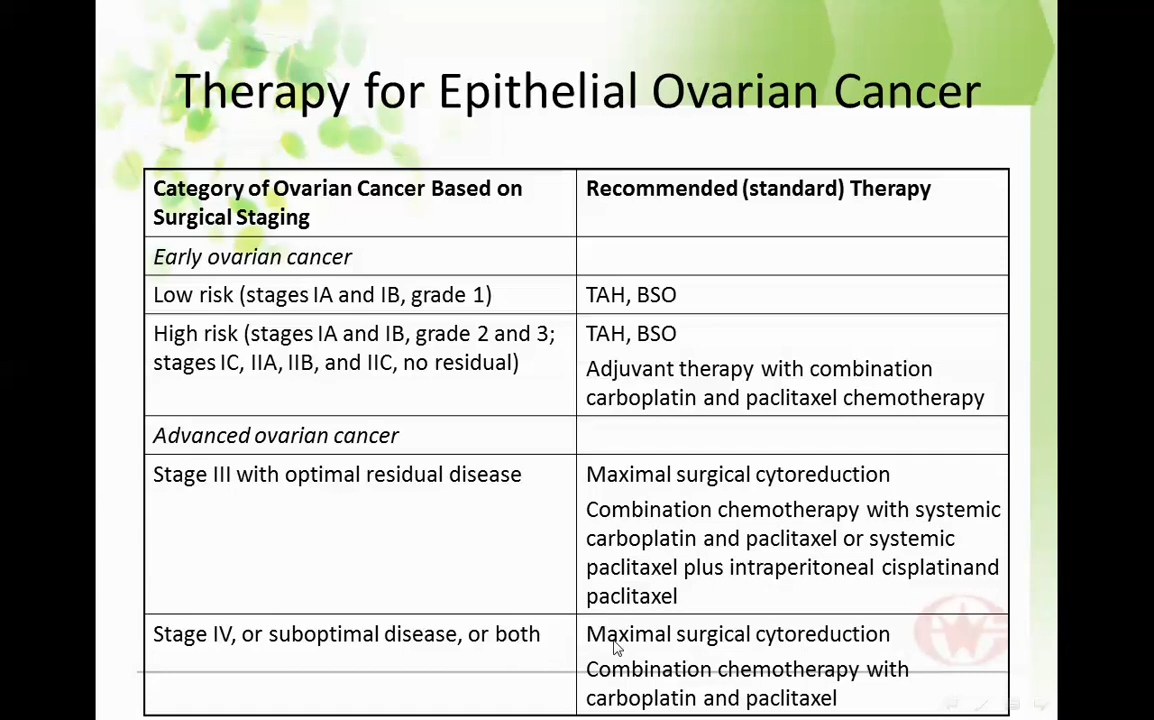 Therapy for Epithelial Ovarian Cancer
Category of Ovarian Cancer Based on
Surgical Staging
Recommended (standard) Therapy
Early ovarian cancer
Low risk (stages IA and IB, grade 1)
TAH, BSO
High risk (stages IA and IB, grade 2 and 3;
stages IC, IIA, IIB, and IIC, no residual)
TAH, BSO
Adjuvant therapy with combination
carboplatin and paclitaxel chemotherapy
Advanced ovarian cancer
Stage III with optimal residual disease
Maximal surgical cytoreduction
Combination chemotherapy with systemic
carboplatin and paclitaxel or systemic
paclitaxel plus intraperitoneal cisplatinand
paclitaxel
Stage IV, or suboptimal disease, or both
Maximal surgical cytoreduction
Combination chemotherapy with
carboplatin and paclitaxel